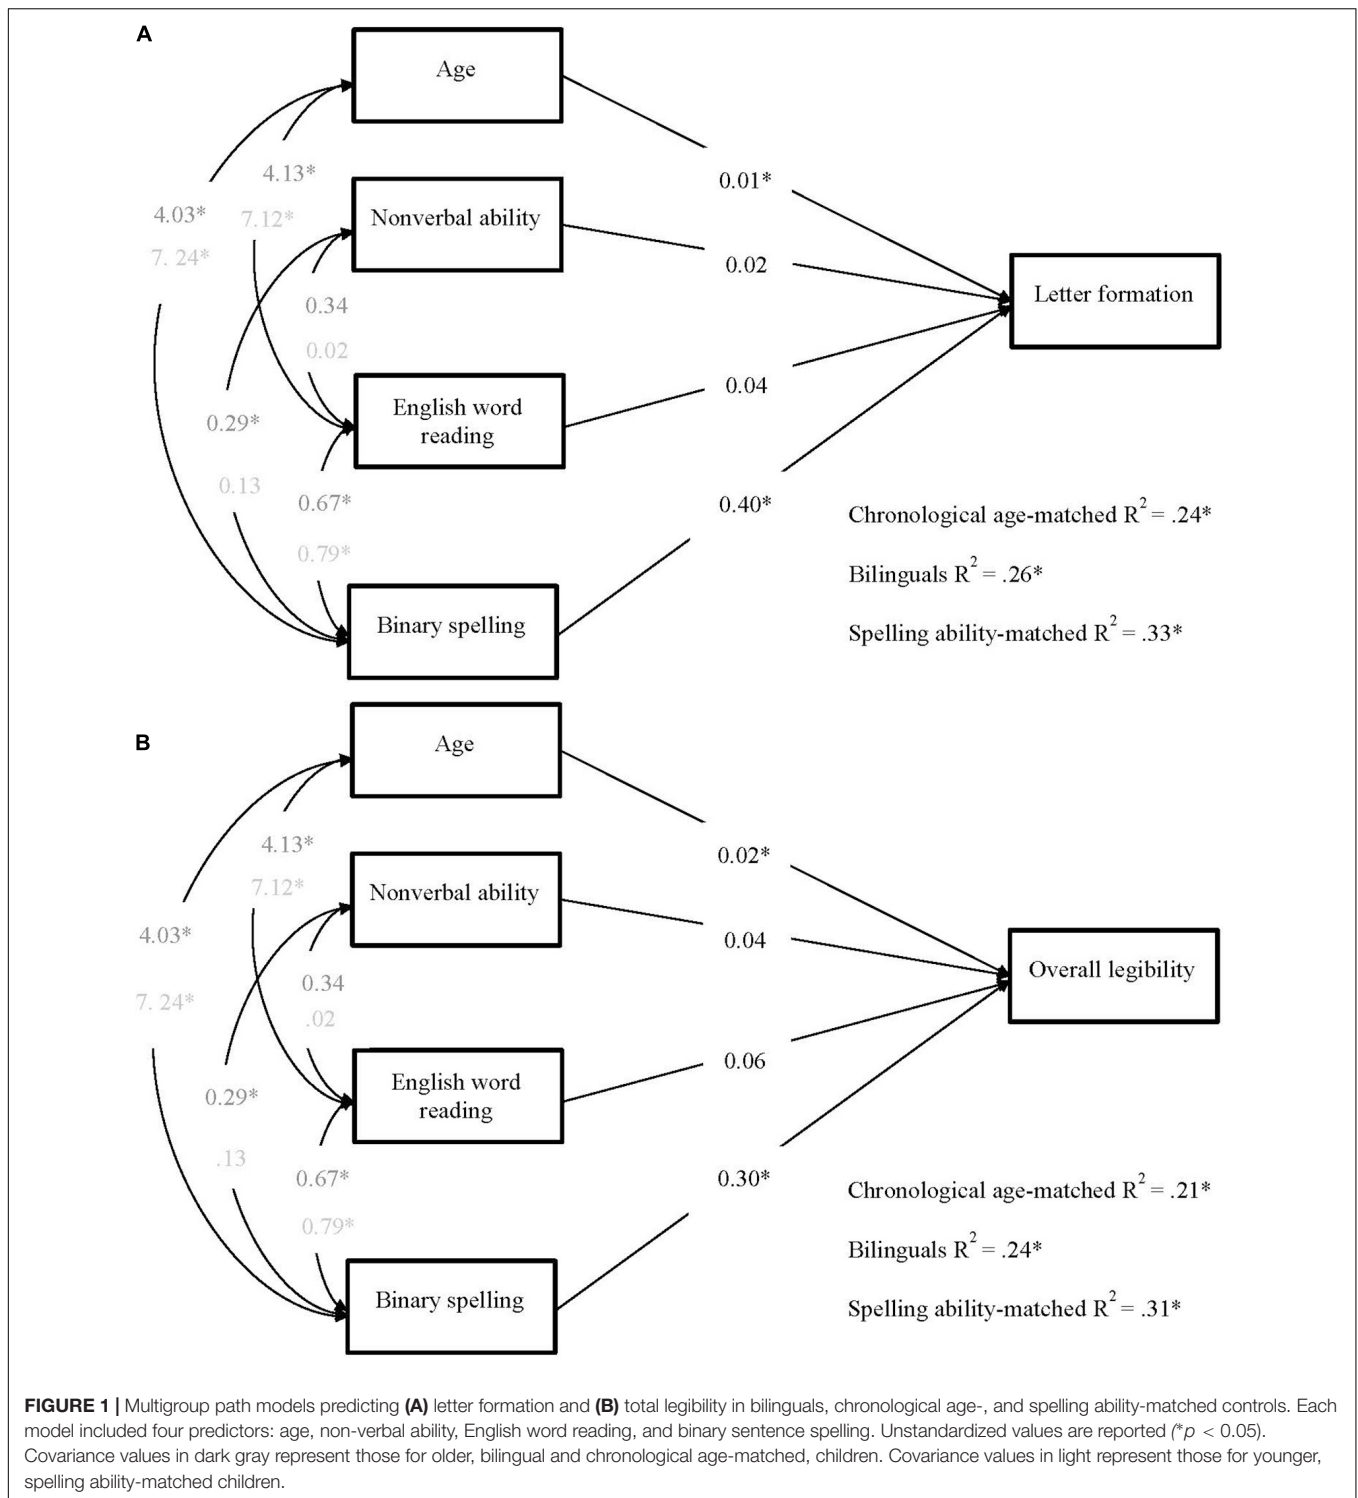 A
Age
4.13*
0.01*
4.03*
7.12*
Nonverbal ability
7. 24*
0.02
Letter formation
0.34
0.02
0.04
English word
reading
0.29*
0.13
0.67*
0.40*
Chronological age-matched R² = .24*
0.79*
Bilinguals R² = .26*
Binary spelling
Spelling ability-matched R² = .33*
B
Age
4.13*
0.02*
7.12*
Nonverbal ability
4.03*
0.04
7. 24*
Overall legibility
0.34
.02
0.06
English word
reading
0.29*
.13
0.67*
0.30*
Chronological age-matched R² = .21*
0.79*
Bilinguals R² = .24*
Binary spelling
Spelling ability-matched R² = .31*
FIGURE 1 | Multigroup path models predicting (A) letter formation and (B) total legibility in bilinguals, chronological age-, and spelling ability-matched controls. Each
model included four predictors: age, non-verbal ability, English word reading, and binary sentence spelling. Unstandardized values are reported (*p < 0.05).
Covariance values in dark gray represent those for older, bilingual and chronological age-matched, children. Covariance values in light represent those for younger,
spelling ability-matched children.